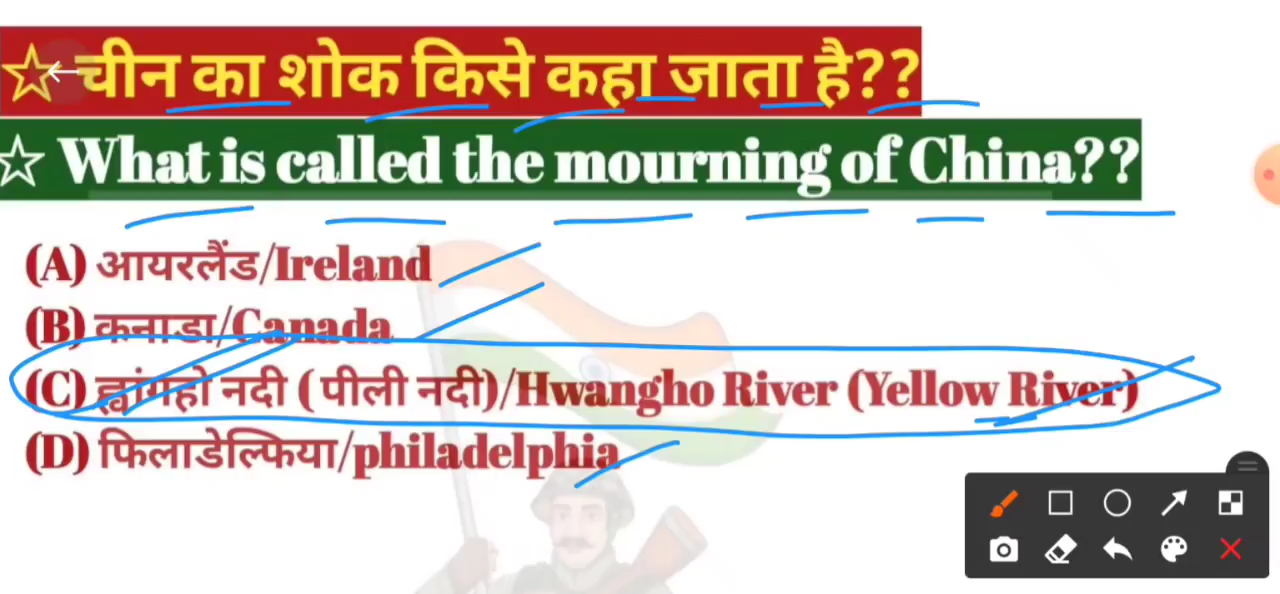 ☆ चीन का शोक किसे कहा जाता है??
☆ What is called the mourning of China??
(A) आयरलैंड/Ireland
(B) कनाडा/Canada
(C) ह्वांगहो नदी ( पीली नदी)/Hwangho River (Yellow River)
(D) फिलाडेल्फिया/philadelphia